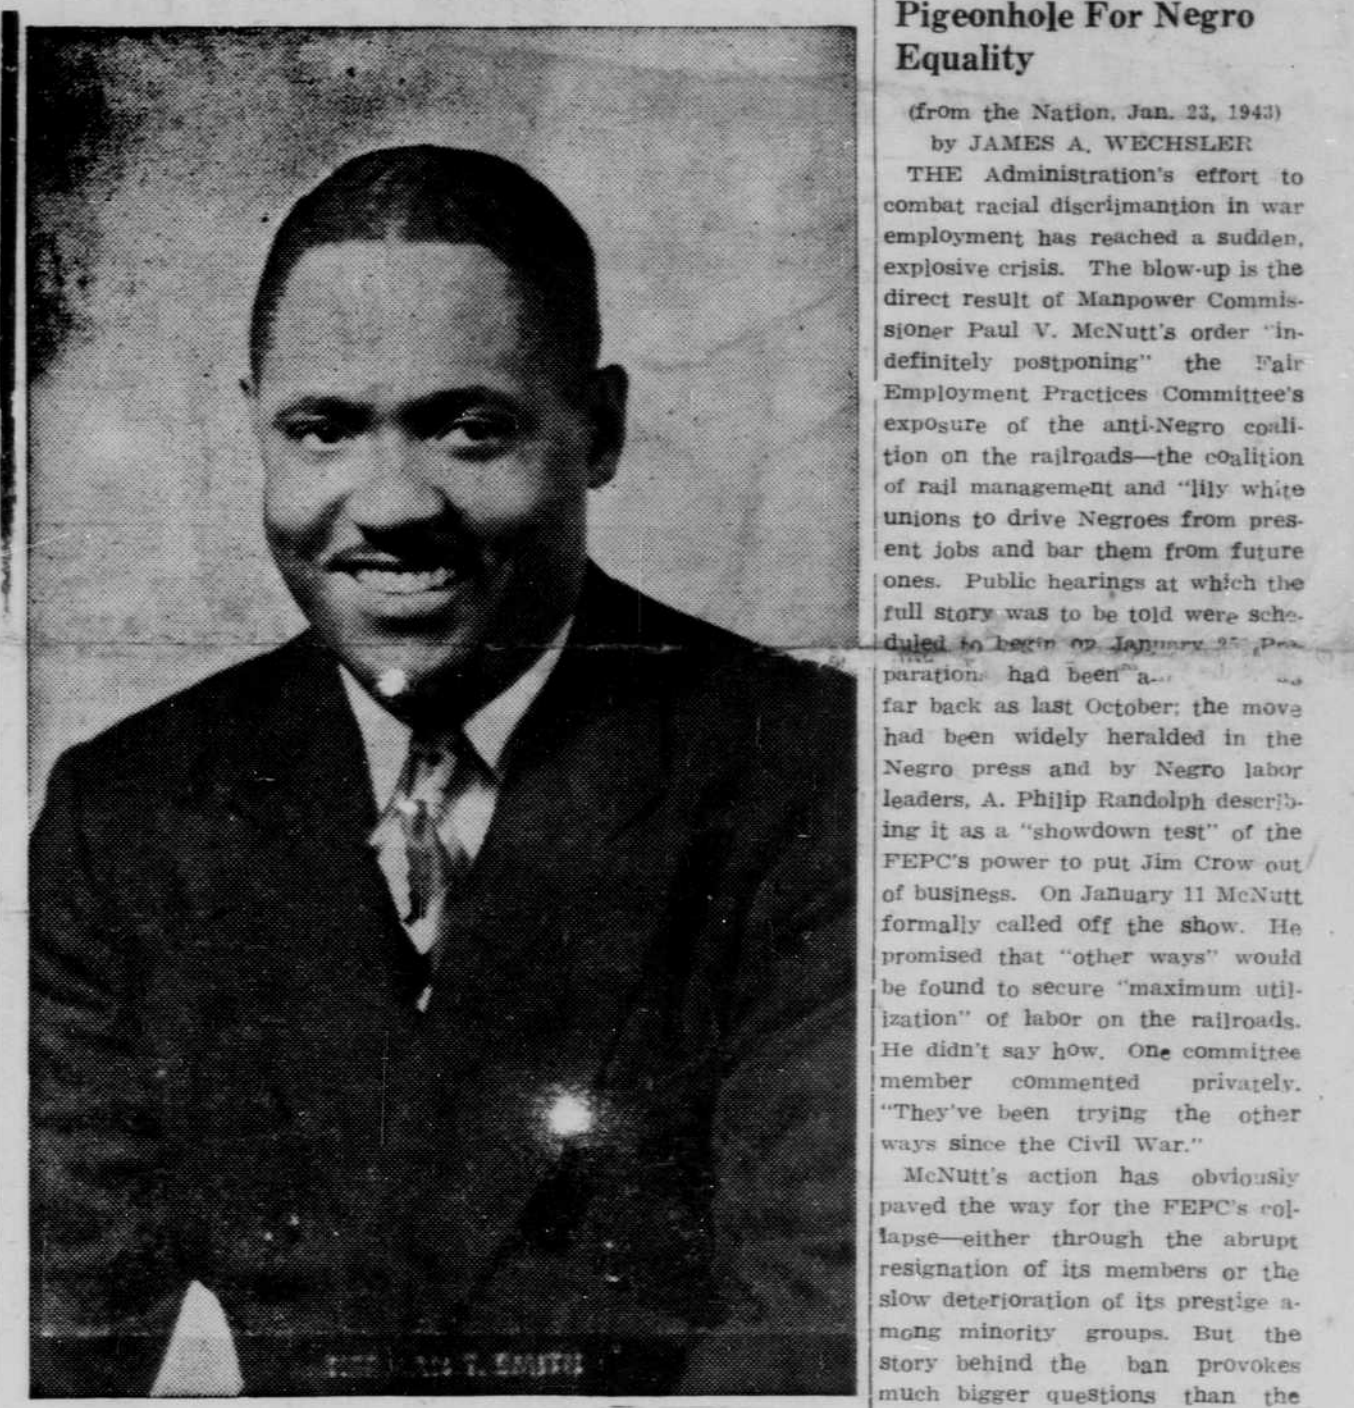 Pigeonhole For Negro
Equality
(from the Nation, Jan. 23, 1943)
by JAMES A. WECHSLER
THE Administration's effort to
combat racial discriimantion in war
employment has reached a sudden,
explosive crisis. The blow-up is the
direct result of Manpower Commis-
sioner Paul V. McNutt's order "in-
definitely postponing" the Fair
Employment Practices Committee's
exposure of the anti-Negro coali-
tion on the railroads—the coalition
of rail management and "lily white
unions to drive Negroes from pres-
ent jobs and bar them from future
ones. Public hearings at which the
full story was to be told were sche-
duled to begin on January
paration had been
far back as last October; the move
had been widely heralded in the
Negro press and by Negro labor
leaders, A. Philip Randolph describ-
ing it as a "showdown test" of the
FEPC's power to put Jim Crow out
of business. On January 11 McNutt
formally called off the show. He
promised that "other ways" would
be found to secure "maximum util-
ization" of labor on the railroads.
He didn't say how. One committee
member commented privately.
"They've been trying the other
ways since the Civil War."
McNutt's action has obviously
paved the way for the FEPC's col-
lapse—either through the abrupt
resignation of its members or the
slow deterioration of its prestige a-
mong minority groups. But the
story behind the ban provokes
much bigger questions than the